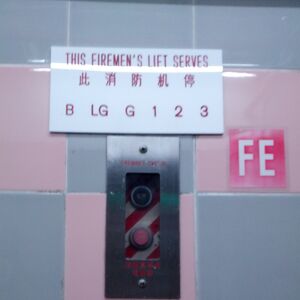 THIS FIREMEN'S LIFT SERVES
此消防机停
B LG G 1 2 3
FE